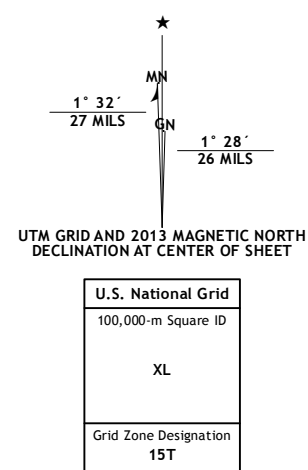 ★
MN
1° 32´
27 MILS
GN
1° 28´
26 MILS
UTM GRID AND 2013 MAGNETIC NORTH
DECLINATION AT CENTER OF SHEET
U.S. National Grid
100,000-m Square ID
XL
Grid Zone Designation
15T